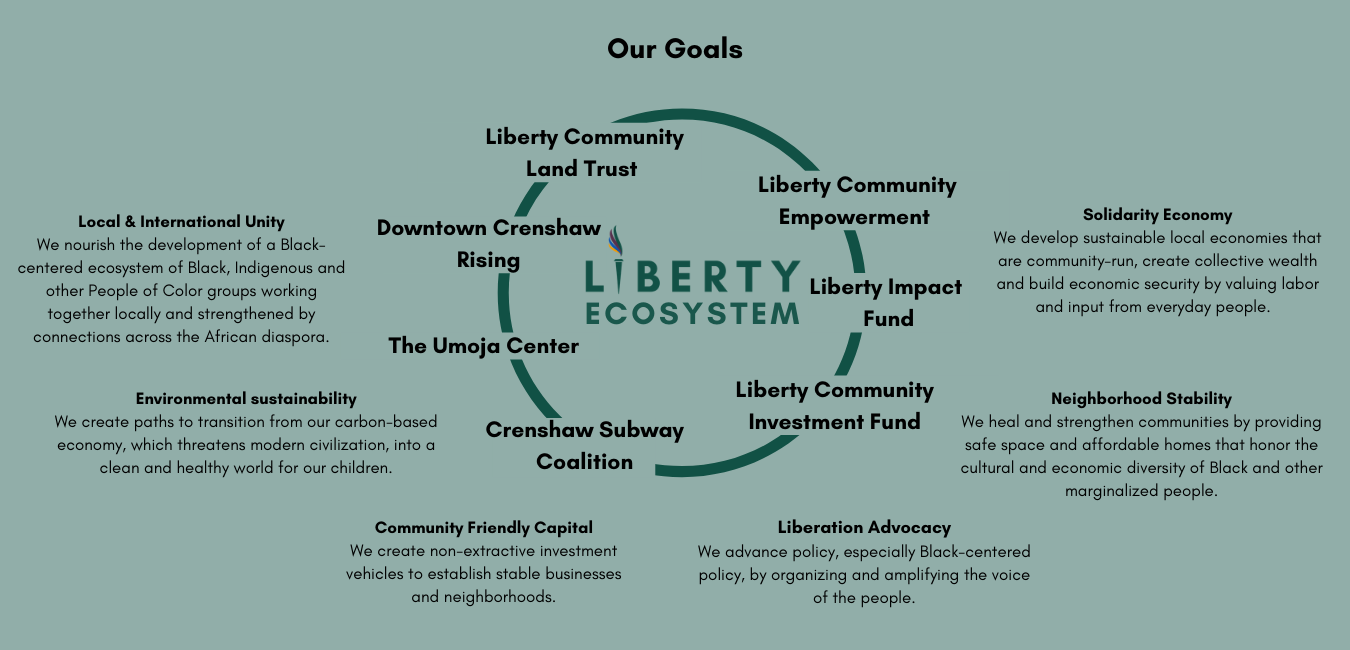 Our Goals
Liberty Community
Land Trust
Liberty Community
Empowerment
Downtown Crenshaw
Rising
LIBERTY
ECOSYSTEM
Liberty Impact
Fund
The Umoja Center
Liberty Community
Investment Fund
Crenshaw Subway
Coalition
Local & International Unity
We nourish the development of a Black-
centered ecosystem of Black, Indigenous and
other People of Color groups working
together locally and strengthened by
connections across the African diaspora.
Solidarity Economy
We develop sustainable local economies that
are community-run, create collective wealth
and build economic security by valuing labor
and input from everyday people.
Environmental sustainability
We create paths to transition from our carbon-based
economy, which threatens modern civilization, into a
clean and healthy world for our children.
Neighborhood Stability
We heal and strengthen communities by providing
safe space and affordable homes that honor the
cultural and economic diversity of Black and other
marginalized people.
Community Friendly Capital
We create non-extractive investment
vehicles to establish stable businesses
and neighborhoods.
Liberation Advocacy
We advance policy, especially Black-centered
policy, by organizing and amplifying the voice
of the people.